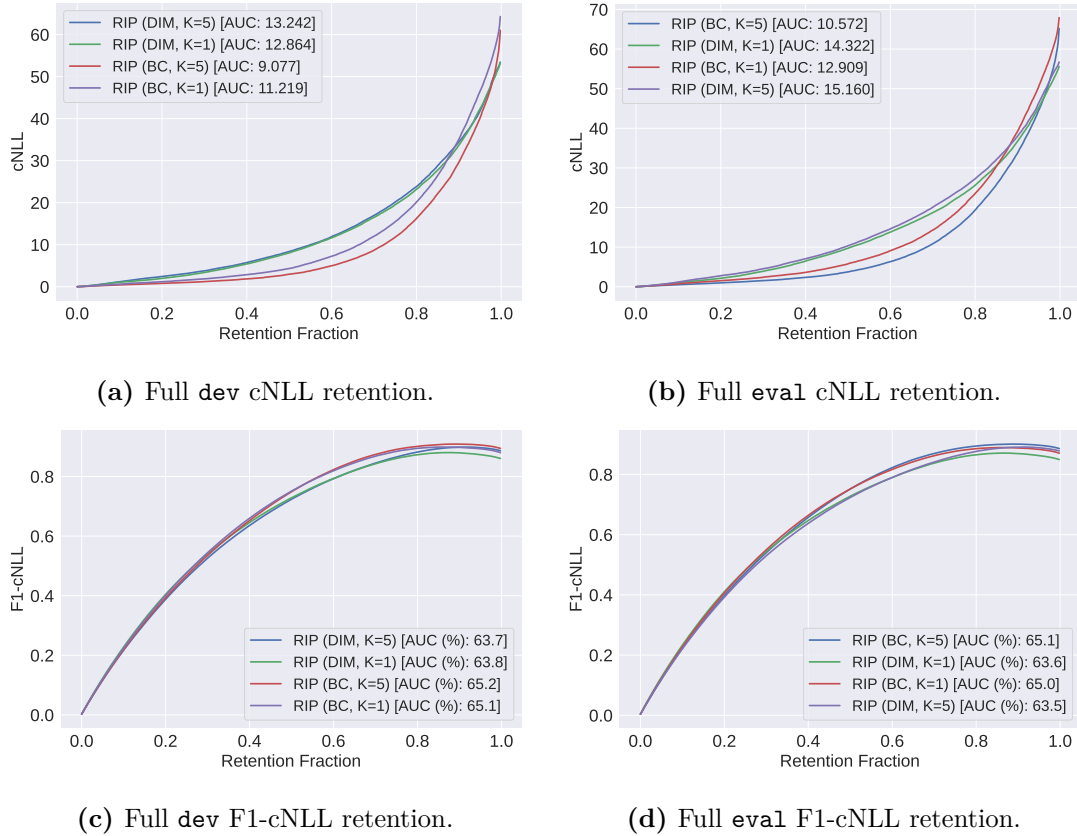 RIP (DIM, K=5) [AUC: 13.242]
RIP (DIM, K=1) [AUC: 12.864]
RIP (BC, K=5) [AUC: 9.077]
RIP (BC, K=1) [AUC: 11.219]
60
50
40
30
20
10
0
cNLL
0.0 0.2 0.4 0.6 0.8 1.0
Retention Fraction
(a) Full dev cNLL retention.
RIP (BC, K=5) [AUC: 10.572]
RIP (DIM, K=1) [AUC: 14.322]
RIP (BC, K=1) [AUC: 12.909]
RIP (DIM, K=5) [AUC: 15.160]
70
60
50
40
30
20
10
0
cNLL
0.0 0.2 0.4 0.6 0.8 1.0
Retention Fraction
(b) Full eval cNLL retention.
0.8
0.6
0.4
0.2
0.0
F1-cNLL
RIP (DIM, K=5) [AUC (%): 63.7]
RIP (DIM, K=1) [AUC (%): 63.8]
RIP (BC, K=5) [AUC (%): 65.2]
RIP (BC, K=1) [AUC (%): 65.1]
0.0 0.2 0.4 0.6 0.8 1.0
Retention Fraction
(c) Full dev F1-cNLL retention.
0.8
0.6
0.4
0.2
0.0
F1-cNLL
RIP (BC, K=5) [AUC (%): 65.1]
RIP (DIM, K=1) [AUC (%): 63.6]
RIP (BC, K=1) [AUC (%): 65.0]
RIP (DIM, K=5) [AUC (%): 63.5]
0.0 0.2 0.4 0.6 0.8 1.0
Retention Fraction
(d) Full eval F1-cNLL retention.